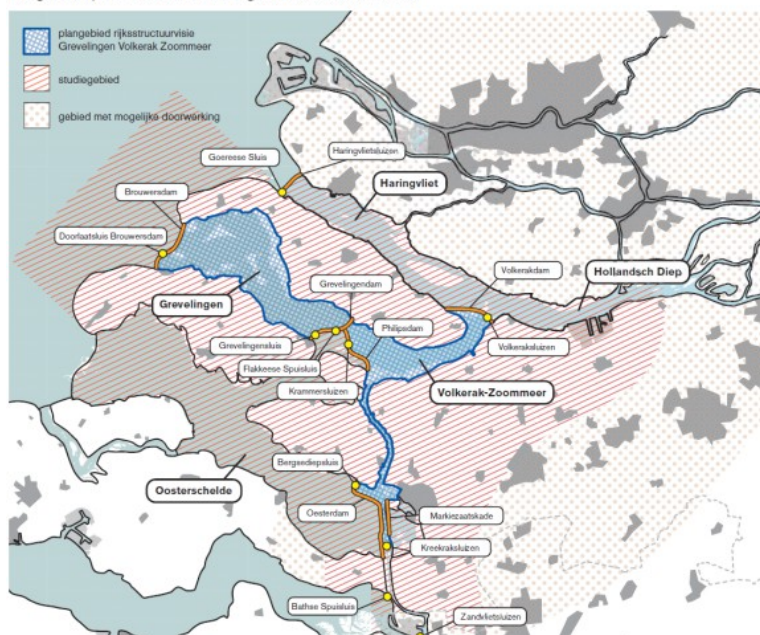 plangebied rijksstructuurvisie
Grevelingen Volkerak Zoommeer
studiegebied
gebied met mogelijke doorwerking
Goereese Sluis
Haringvlietsluizen
Haringvliet
Brouwersdam
Doorlaatsluis Brouwersdam
Grevelingendam
Volkerakdam
Hollandsch Diep
Grevelingen
Philipsdam
Grevelingensluis
Volkeraksluizen
Flakkeese Spuisluis
Krammersluizen
Volkerak-Zoommeer
Bergsediepsluis
Oosterschelde
Oesterdam
Markiezaatskade
Kreekraksluizen
Bathse Spuisluis
Zandvlietsluizen